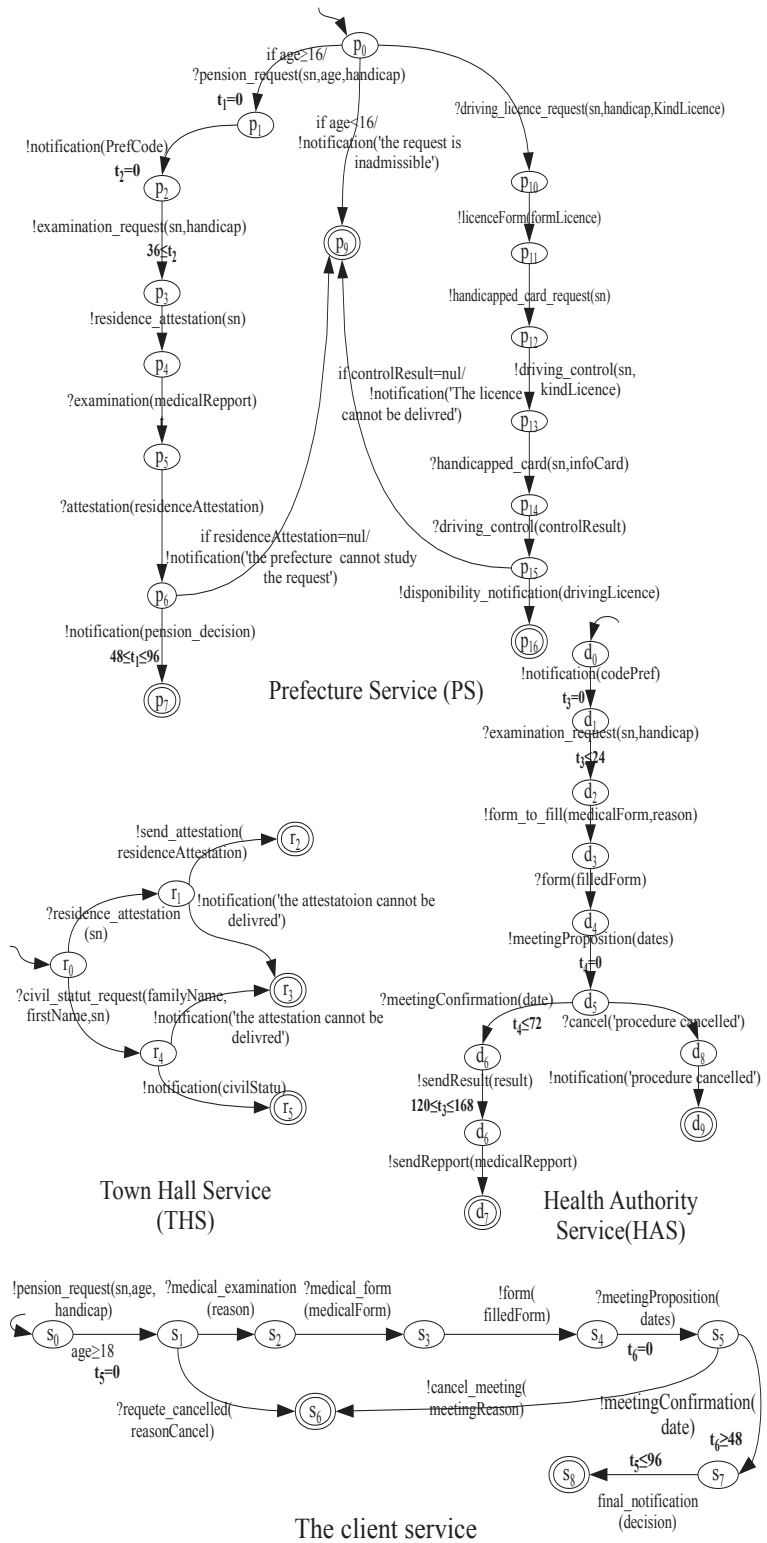 p0
if age≥16/
?pension_request(sn,age,handicap)
t1=0
p1
!notification(PrefCode)
t2=0
p2
!examination_request(sn,handicap)
36≤t2
p3
!residence_attestation(sn)
p4
?examination(medicalRepport)
p5
?attestation(residenceAttestation)
p6
!notification(pension_decision)
48≤t1≤96
p7
if age<16/
!notification('the request is
inadmissible')
p9
if residenceAttestation=nul/
!notification('the prefecture cannot study
the request')
if controlResult=nul/
!notification('The licence
cannot be delivred')
?driving_licence_request(sn,handicap,KindLicence)
p10
!licenceForm(formLicence)
p11
!handicapped_card_request(sn)
p12
!driving_control(sn,
kindLicence)
p13
?handicapped_card(sn,infoCard)
p14
?driving_control(controlResult)
p15
!disponibility_notification(drivingLicence)
p16
Prefecture Service (PS)
d0
!notification(codePref)
t3=0
d1
?examination_request(sn,handicap)
t3≤24
d2
!form_to_fill(medicalForm,reason)
d3
?form(filledForm)
d4
!meetingProposition(dates)
t4=0
d5
?meetingConfirmation(date)
t4≤72
d6
!sendResult(result)
120≤t3≤168
d6
!sendRepport(medicalRepport)
d7
?cancel('procedure cancelled')
d8
!notification('procedure cancelled')
d9
Health Authority
Service(HAS)
r0
?residence_attestation
(sn)
r1
!send_attestation(
residenceAttestation)
r2
!notification('the attestatoion cannot be
delivred')
r3
?civil_statut_request(familyName,
firstName,sn)
r4
!notification('the attestation cannot be
delivred')
!notification(civilStatu)
r5
Town Hall Service
(THS)
!pension_request(sn,age,
handicap)
s0
age≥18
t5=0
s1
?medical_examination
(reason)
s2
?medical_form
(medicalForm)
s3
!form(
filledForm)
s4
?meetingProposition(
dates)
t6=0
s5
?requete_cancelled(
reasonCancel)
s6
!cancel_meeting(
meetingReason)
!meetingConfirmation(
date)
t6≥48
s7
t5≤96
final_notification
(decision)
s8
The client service